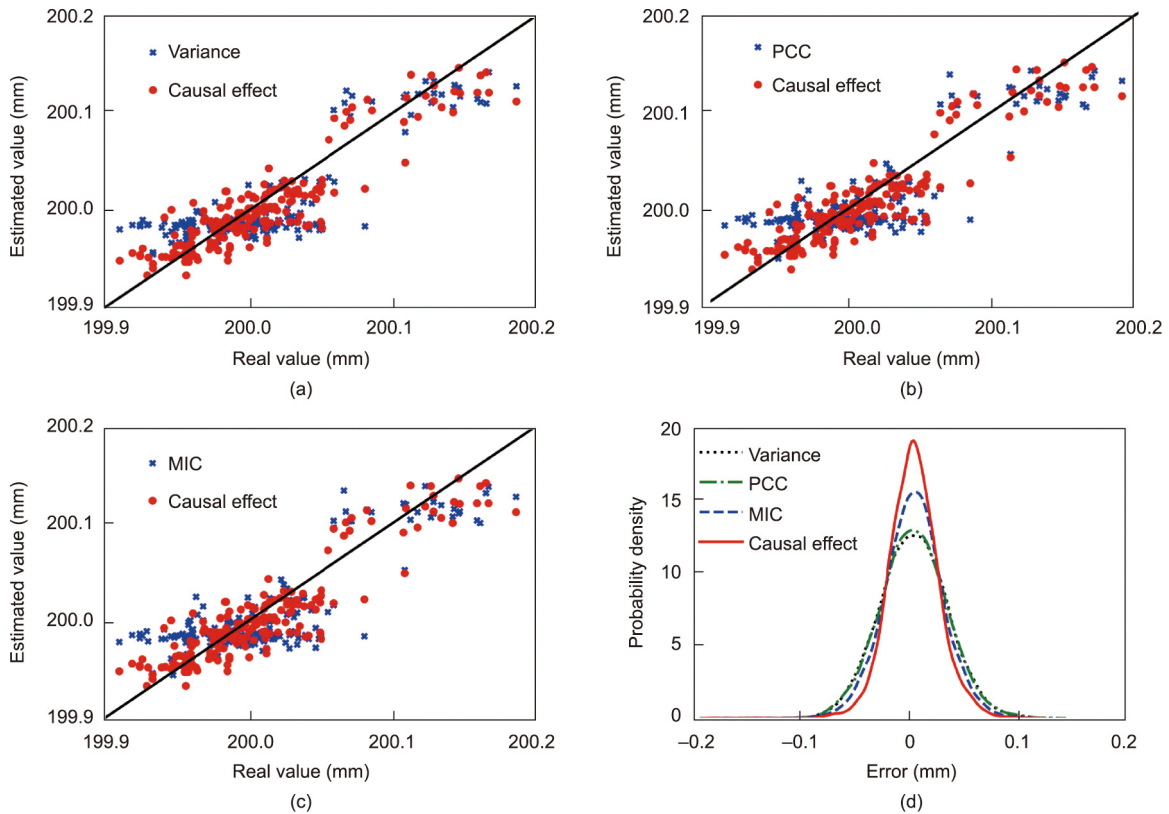 200.2
Variance
Causal effect
200.1
200.0
199.9
199.9
200.0
200.1
200.2
Estimated value (mm)
Real value (mm)
(a)
200.2
PCC
Causal effect
200.1
200.0
199.9
199.9
200.0
200.1
200.2
Estimated value (mm)
Real value (mm)
(b)
200.2
MIC
Causal effect
200.1
200.0
199.9
199.9
200.0
200.1
200.2
Estimated value (mm)
Real value (mm)
(c)
20
Variance
PCC
15
MIC
Causal effect
10
5
0
–0.2
–0.1
0
0.1
0.2
Probability density
Error (mm)
(d)